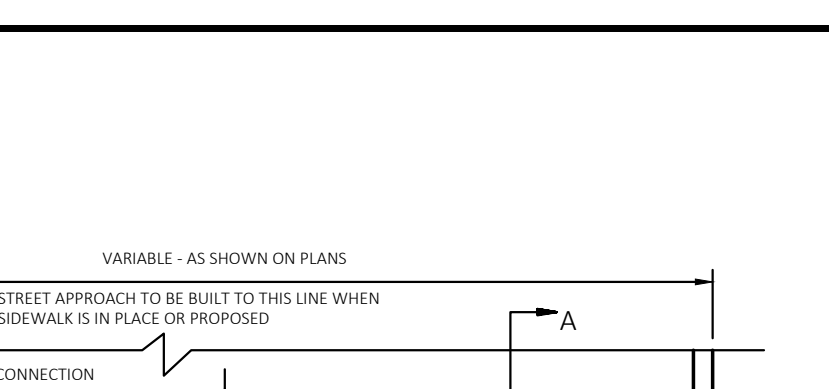 VARIABLE - AS SHOWN ON PLANS
STREET APPROACH TO BE BUILT TO THIS LINE WHEN
SIDEWALK IS IN PLACE OR PROPOSED
A
CONNECTION